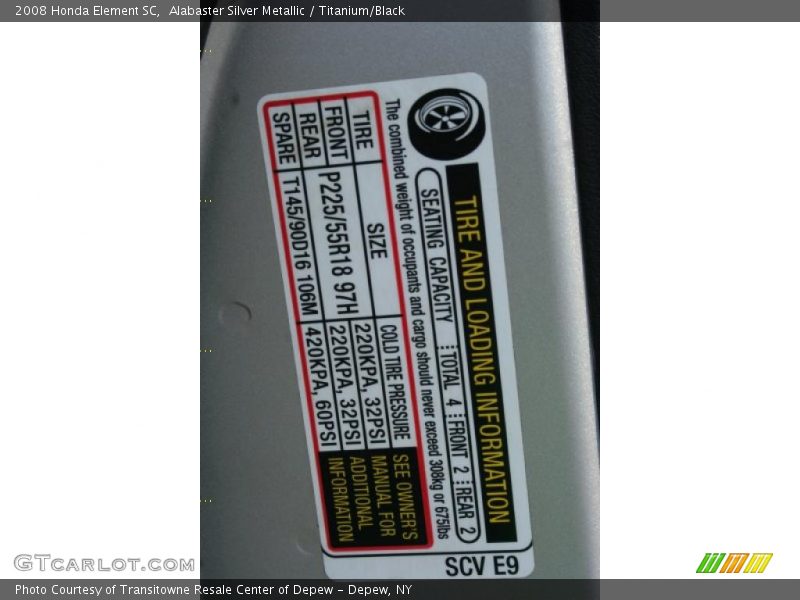 2008 Honda Element SC,  Alabaster Silver Metallic / Titanium/Black
TIRE AND LOADING INFORMATION
SEATING CAPACITY TOTAL 4 FRONT 2 REAR 2
The combined weight of occupants and cargo should never exceed 308kg or 675lbs
TIRE SIZE COLD TIRE PRESSURE
FRONT P225/55R18 97H 220KPA, 32PSI
REAR 220KPA, 32PSI
SPARE T145/90D16 106M 420KPA, 60PSI
SEE OWNER'S
MANUAL FOR
ADDITIONAL
INFORMATION
SCV E9
GTcarlot.com
Photo Courtesy of Transitowne Resale Center of Depew – Depew, NY